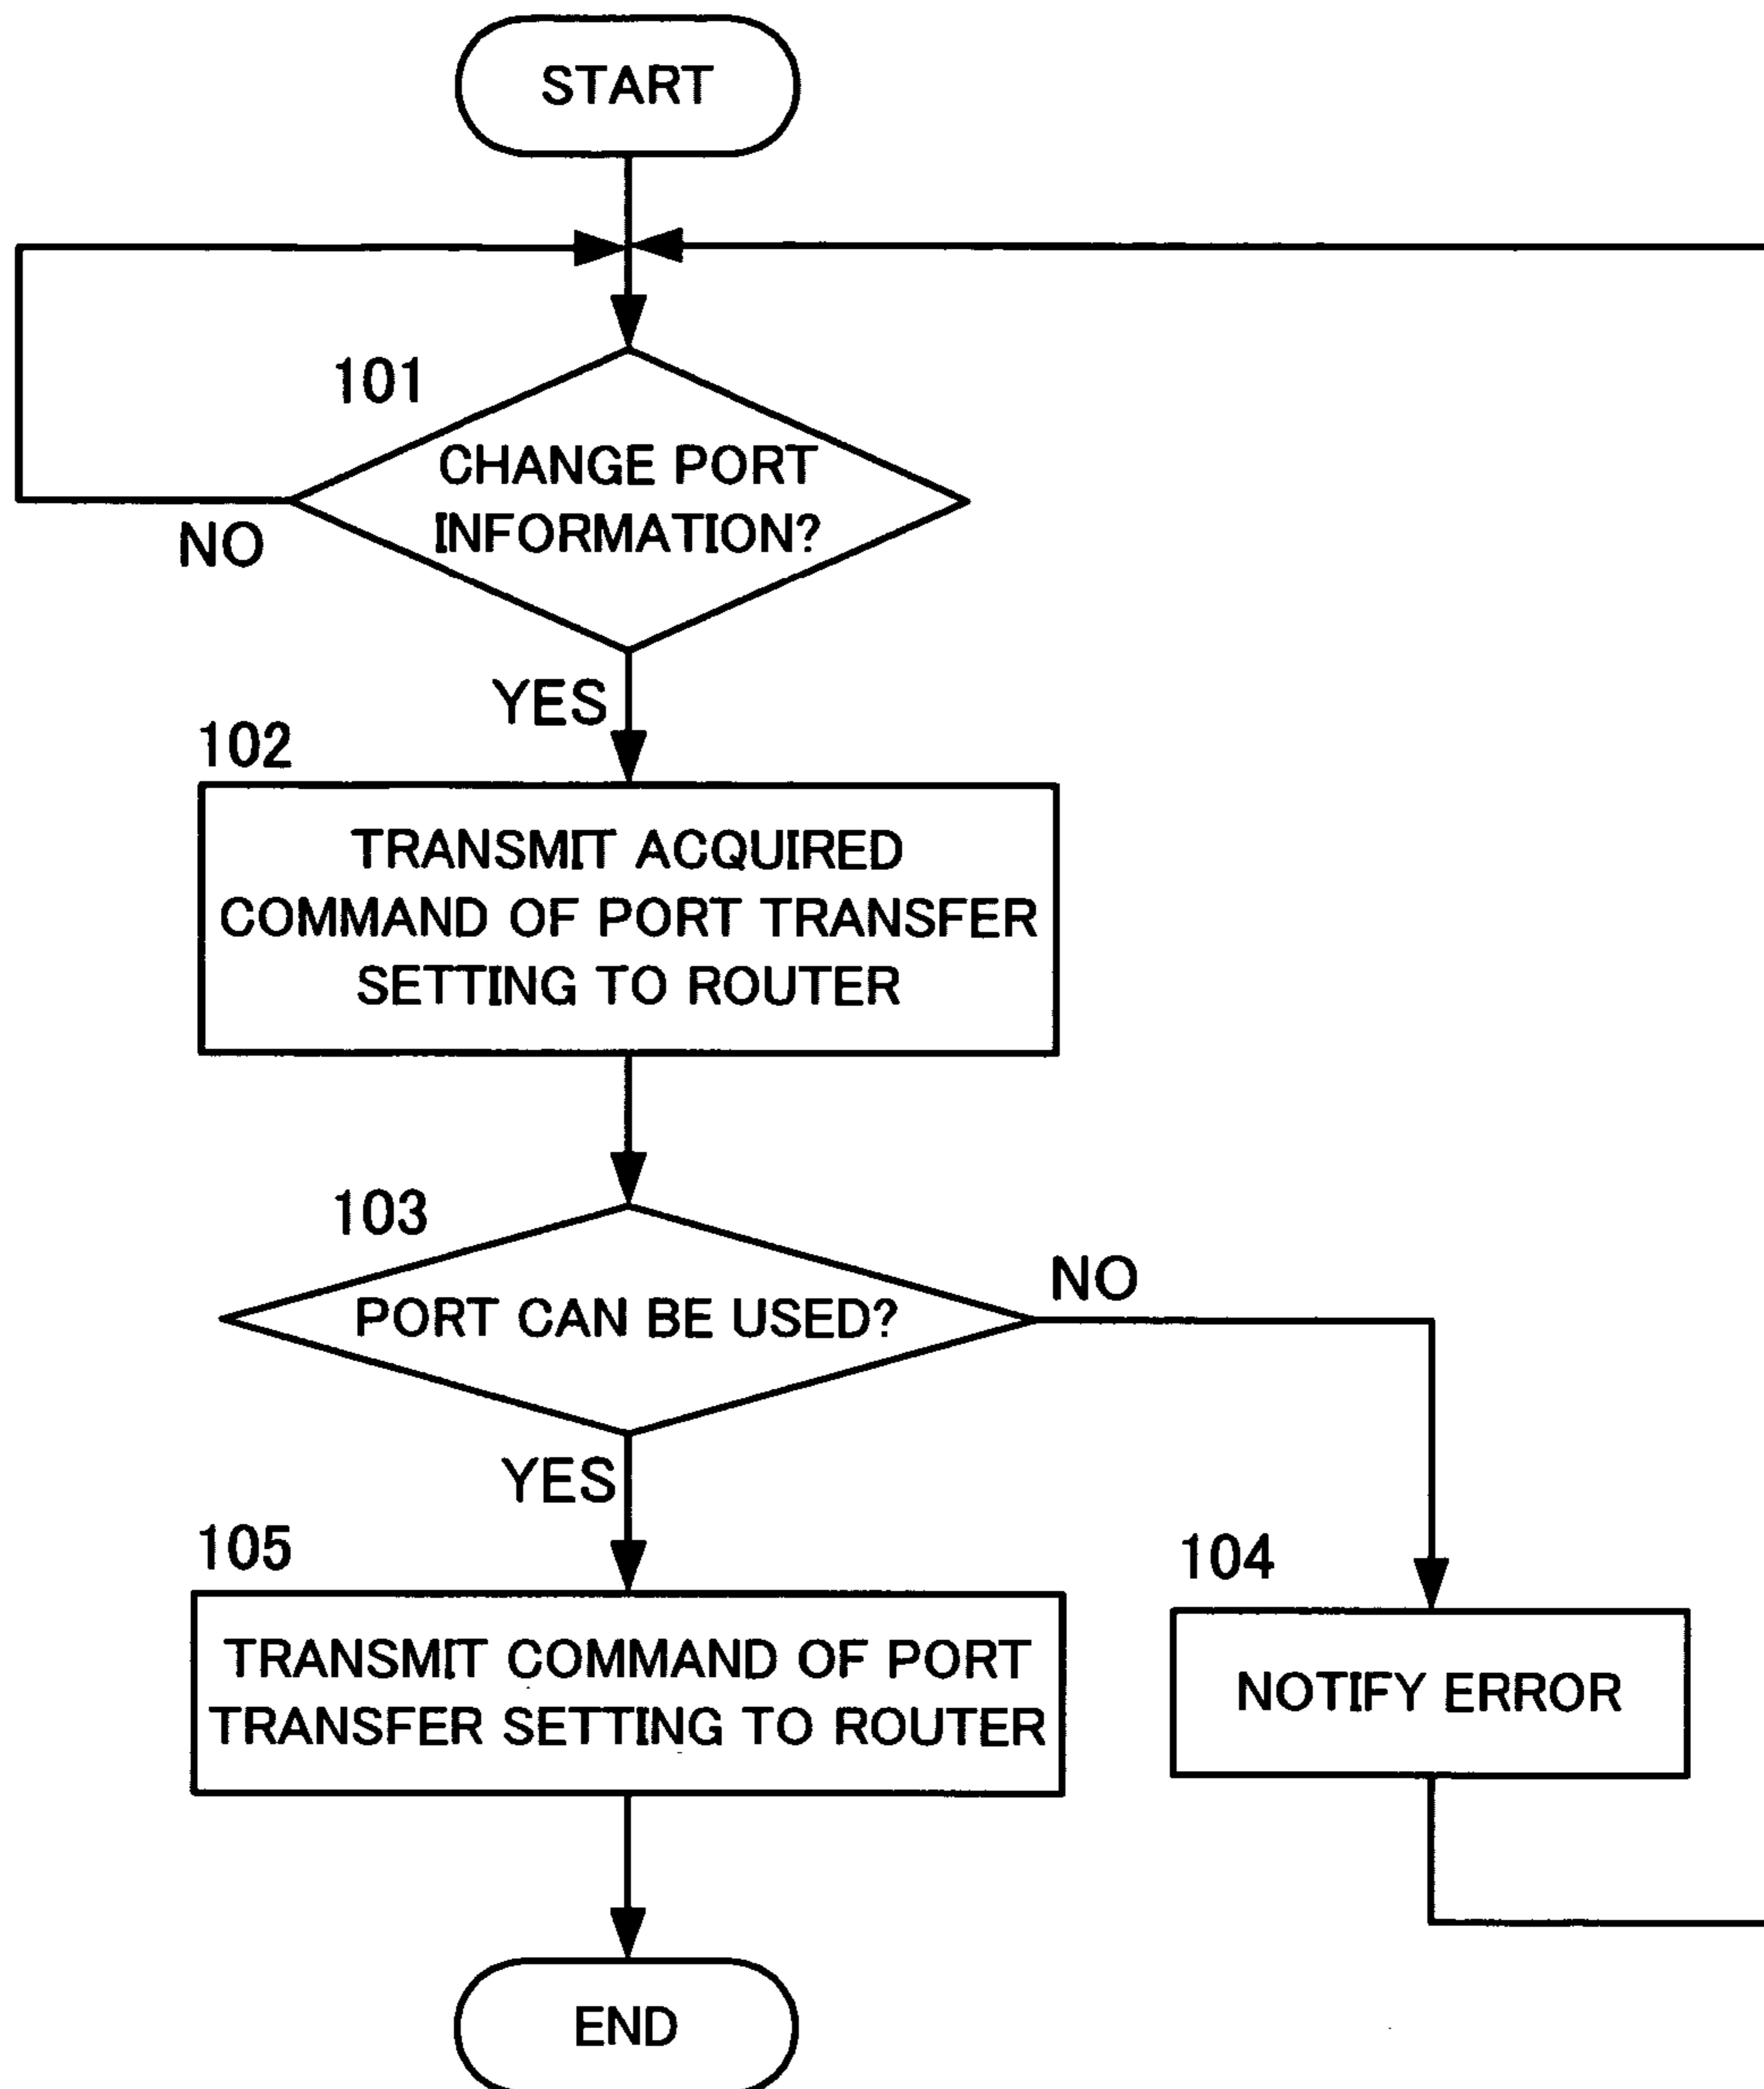 START
101
CHANGE PORT
INFORMATION?
NO
YES
102
TRANSMIT ACQUIRED
COMMAND OF PORT TRANSFER
SETTING TO ROUTER
103
PORT CAN BE USED?
NO
YES
105
TRANSMIT COMMAND OF PORT
TRANSFER SETTING TO ROUTER
104
NOTIFY ERROR
END